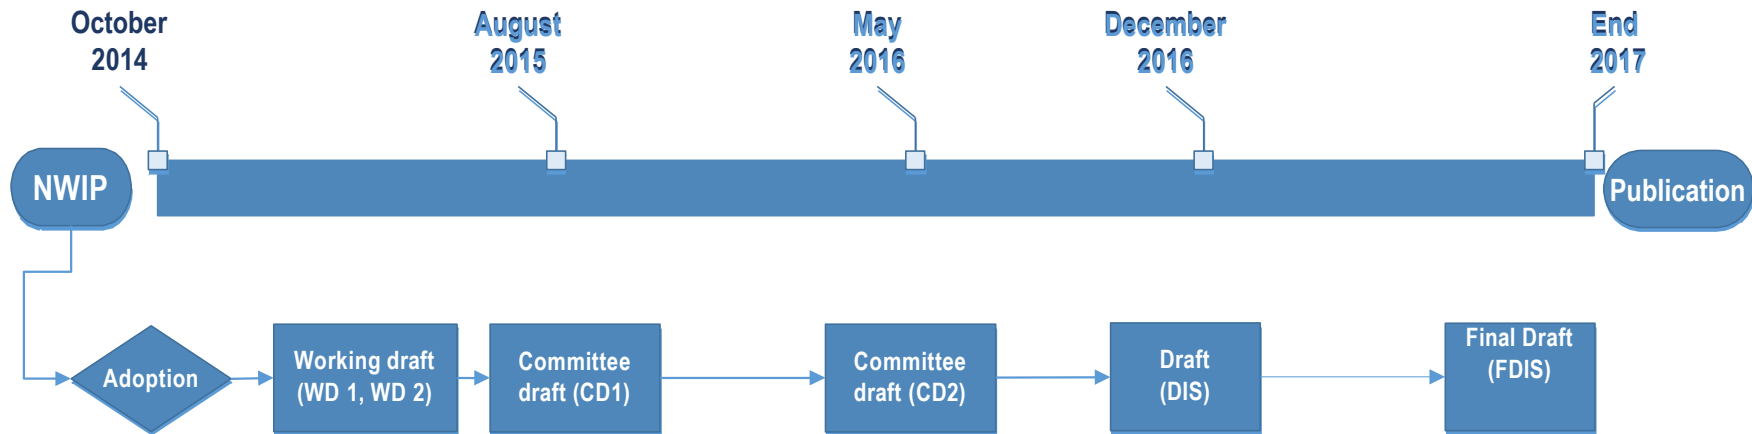 October
2014
August
2015
May
2016
December
2016
End
2017
NWIP
Publication
Adoption
Working draft
(WD 1, WD 2)
Committee
draft (CD1)
Committee
draft (CD2)
Draft
(DIS)
Final Draft
(FDIS)